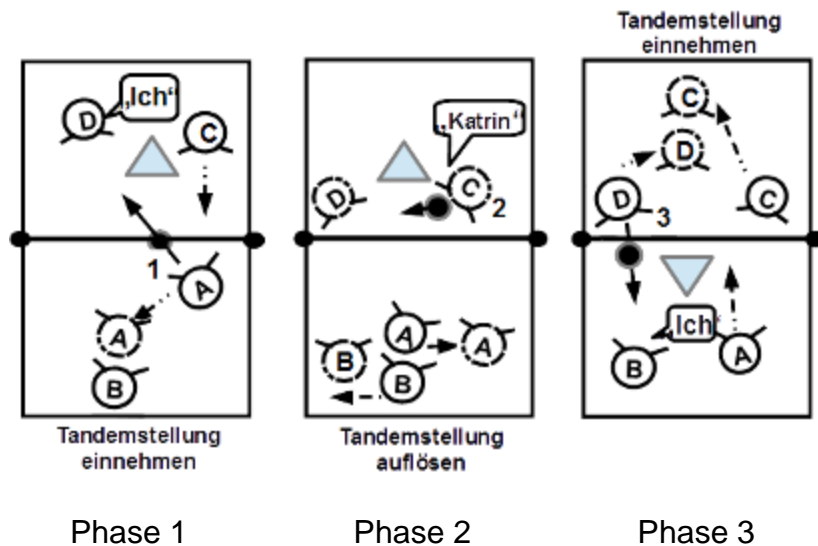 Tandemstellung
einnehmen
D
„Ich“
C
1
A
A
B
Tandemstellung
einnehmen
„Katrin“
D
C
2
A
A
B
B
Tandemstellung
auflösen
C
D
D
C
3
Ich“
B
A
Phase 1
Phase 2
Phase 3